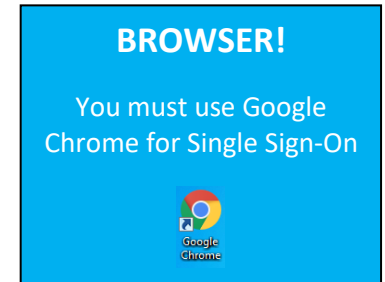 BROWSER!
You must use Google
Chrome for Single Sign-On
Google
Chrome